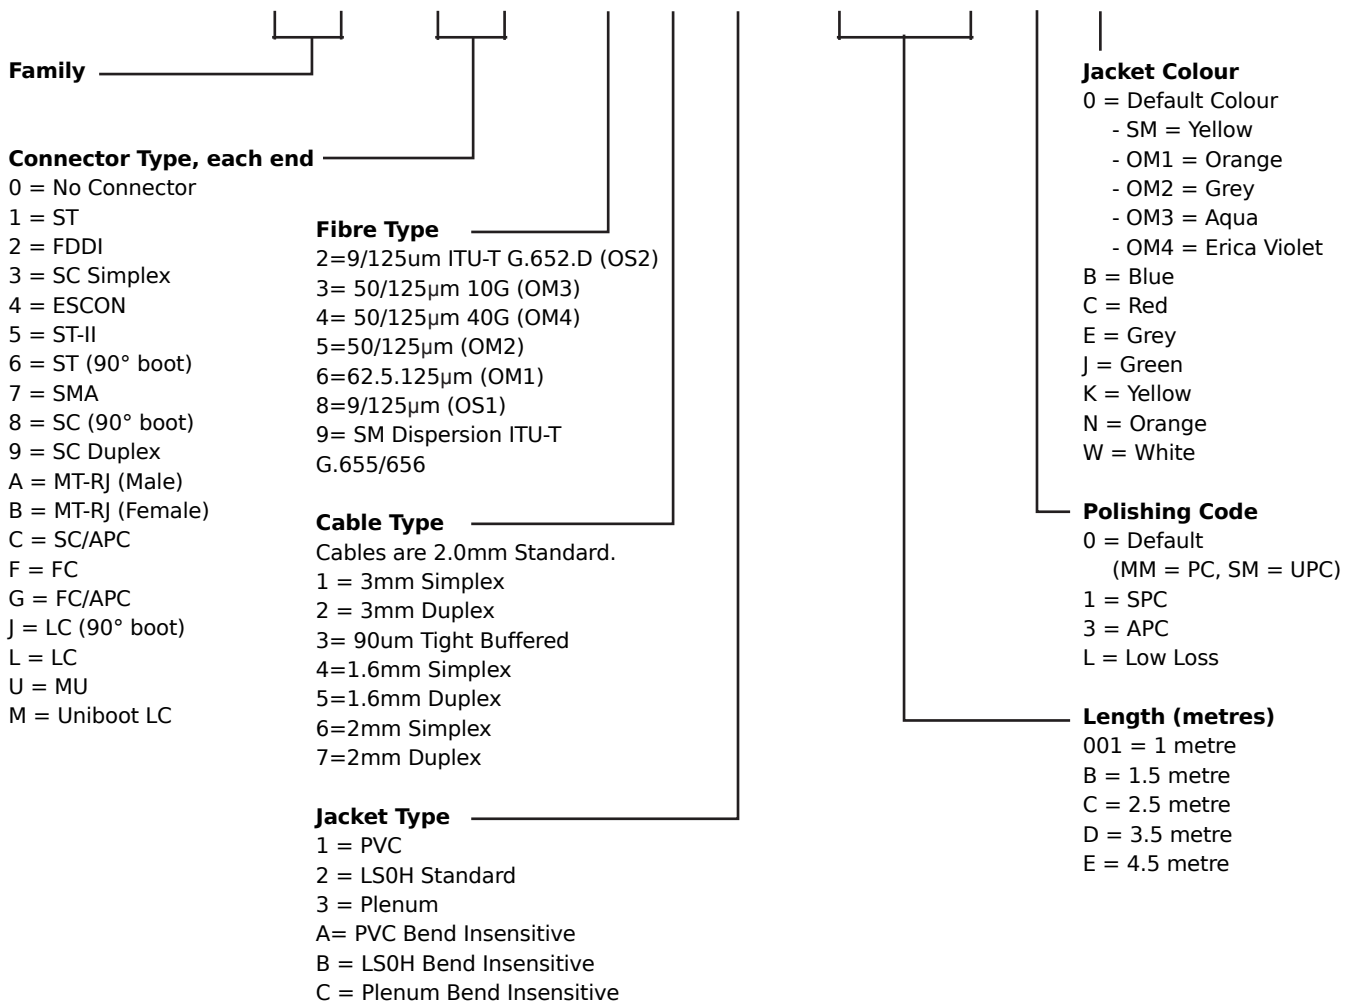 Family
Connector Type, each end
0 = No Connector
1 = ST
2 = FDDI
3 = SC Simplex
4 = ESCON
5 = ST-II
6 = ST (90° boot)
7 = SMA
8 = SC (90° boot)
9 = SC Duplex
A = MT-RJ (Male)
B = MT-RJ (Female)
C = SC/APC
F = FC
G = FC/APC
J = LC (90° boot)
L = LC
U = MU
M = Uniboot LC
Fibre Type
2=9/125um ITU-T G.652.D (OS2)
3= 50/125µm 10G (OM3)
4= 50/125µm 40G (OM4)
5=50/125µm (OM2)
6=62.5.125µm (OM1)
8=9/125µm (OS1)
9= SM Dispersion ITU-T
G.655/656
Cable Type
Cables are 2.0mm Standard.
1 = 3mm Simplex
2 = 3mm Duplex
3= 90um Tight Buffered
4=1.6mm Simplex
5=1.6mm Duplex
6=2mm Simplex
7=2mm Duplex
Jacket Type
1 = PVC
2 = LS0H Standard
3 = Plenum
A= PVC Bend Insensitive
B = LS0H Bend Insensitive
C = Plenum Bend Insensitive
Jacket Colour
0 = Default Colour
- SM = Yellow
- OM1 = Orange
- OM2 = Grey
- OM3 = Aqua
- OM4 = Erica Violet
B = Blue
C = Red
E = Grey
J = Green
K = Yellow
N = Orange
W = White
Polishing Code
0 = Default
(MM = PC, SM = UPC)
1 = SPC
3 = APC
L = Low Loss
Length (metres)
001 = 1 metre
B = 1.5 metre
C = 2.5 metre
D = 3.5 metre
E = 4.5 metre